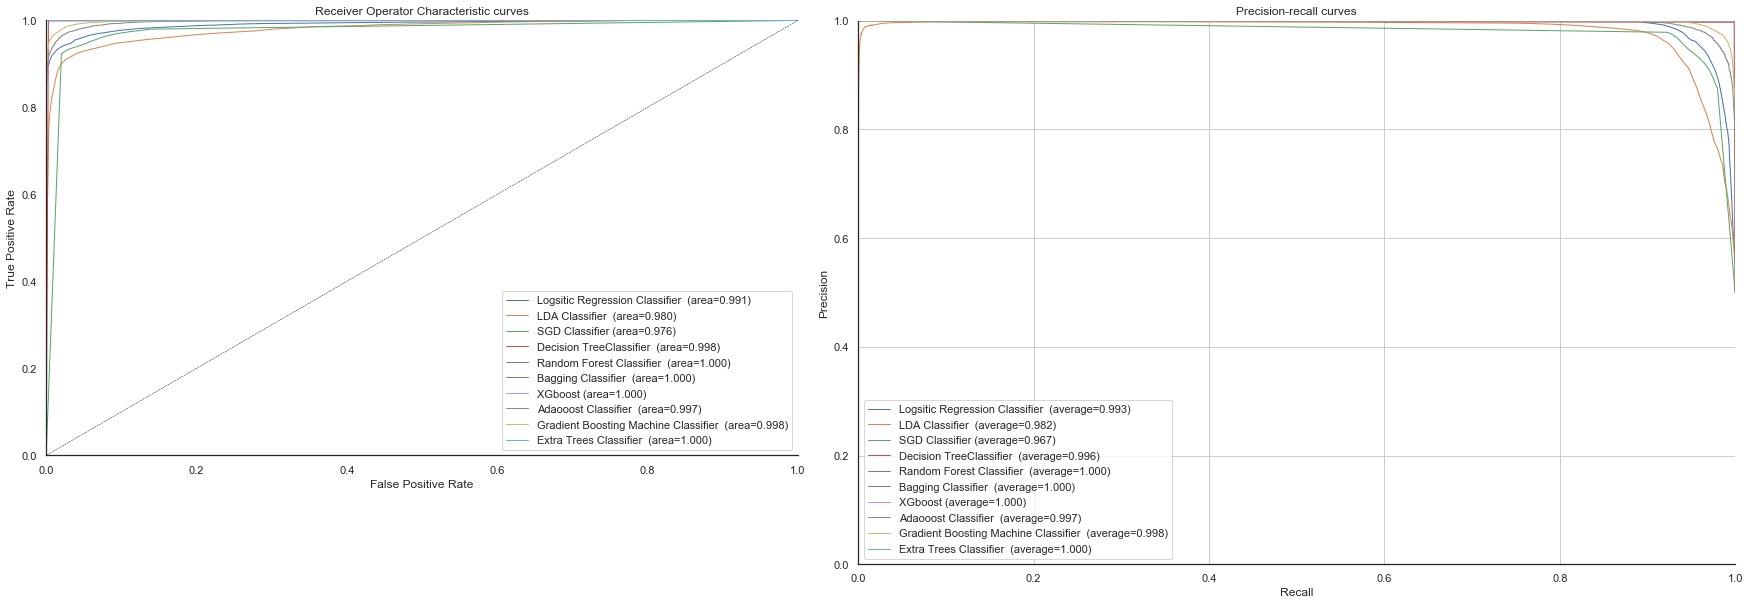 Receiver Operator Characteristic curves
1.0
0.8
0.6
0.4
0.2
0.0
True Positive Rate
Logsitic Regression Classifier (area=0.991)
LDA Classifier (area=0.980)
SGD Classifier (area=0.976)
Decision TreeClassifier (area=0.998)
Random Forest Classifier (area=1.000)
Bagging Classifier (area=1.000)
XGboost (area=1.000)
Adaooost Classifier (area=0.997)
Gradient Boosting Machine Classifier (area=0.998)
Extra Trees Classifier (area=1.000)
0.0 0.2 0.4 0.6 0.8 1.0
False Positive Rate
Precision-recall curves
1.0
0.8
0.6
0.4
0.2
0.0
Precision
Logsitic Regression Classifier (average=0.993)
LDA Classifier (average=0.982)
SGD Classifier (average=0.967)
Decision TreeClassifier (average=0.996)
Random Forest Classifier (average=1.000)
Bagging Classifier (average=1.000)
XGboost (average=1.000)
Adaooost Classifier (average=0.997)
Gradient Boosting Machine Classifier (average=0.998)
Extra Trees Classifier (average=1.000)
0.0 0.2 0.4 0.6 0.8 1.0
Recall